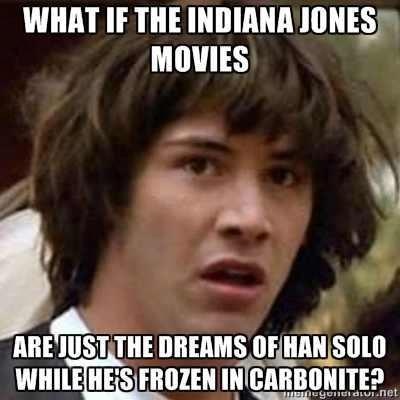 WHAT IF THE INDIANA JONES
MOVIES
ARE JUST THE DREAMS OF HAN SOLO
WHILE HE'S FROZEN IN CARBONITE?
memegenerator.net